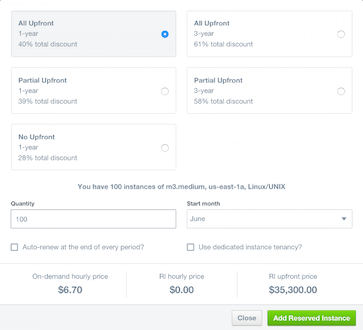 All Upfront
1-year
40% total discount
All Upfront
3-year
61% total discount
Partial Upfront
1-year
39% total discount
Partial Upfront
3-year
58% total discount
No Upfront
1-year
28% total discount
You have 100 instances of m3.medium, us-east-1a, Linux/UNIX
Quantity
100
Start month
June
Auto-renew at the end of every period?
Use dedicated instance tenancy?
On-demand hourly price
$6.70
RI hourly price
$0.00
RI upfront price
$35,300.00
Close
Add Reserved Instance